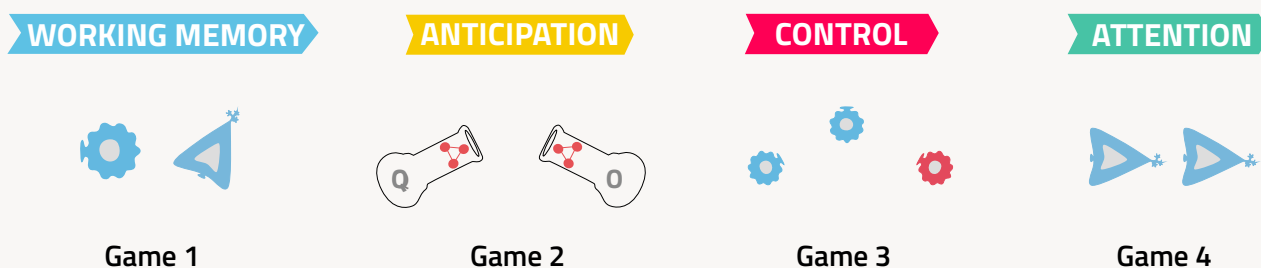 WORKING MEMORY
ANTICIPATION
CONTROL
ATTENTION
Q
O
Game 1
Game 2
Game 3
Game 4